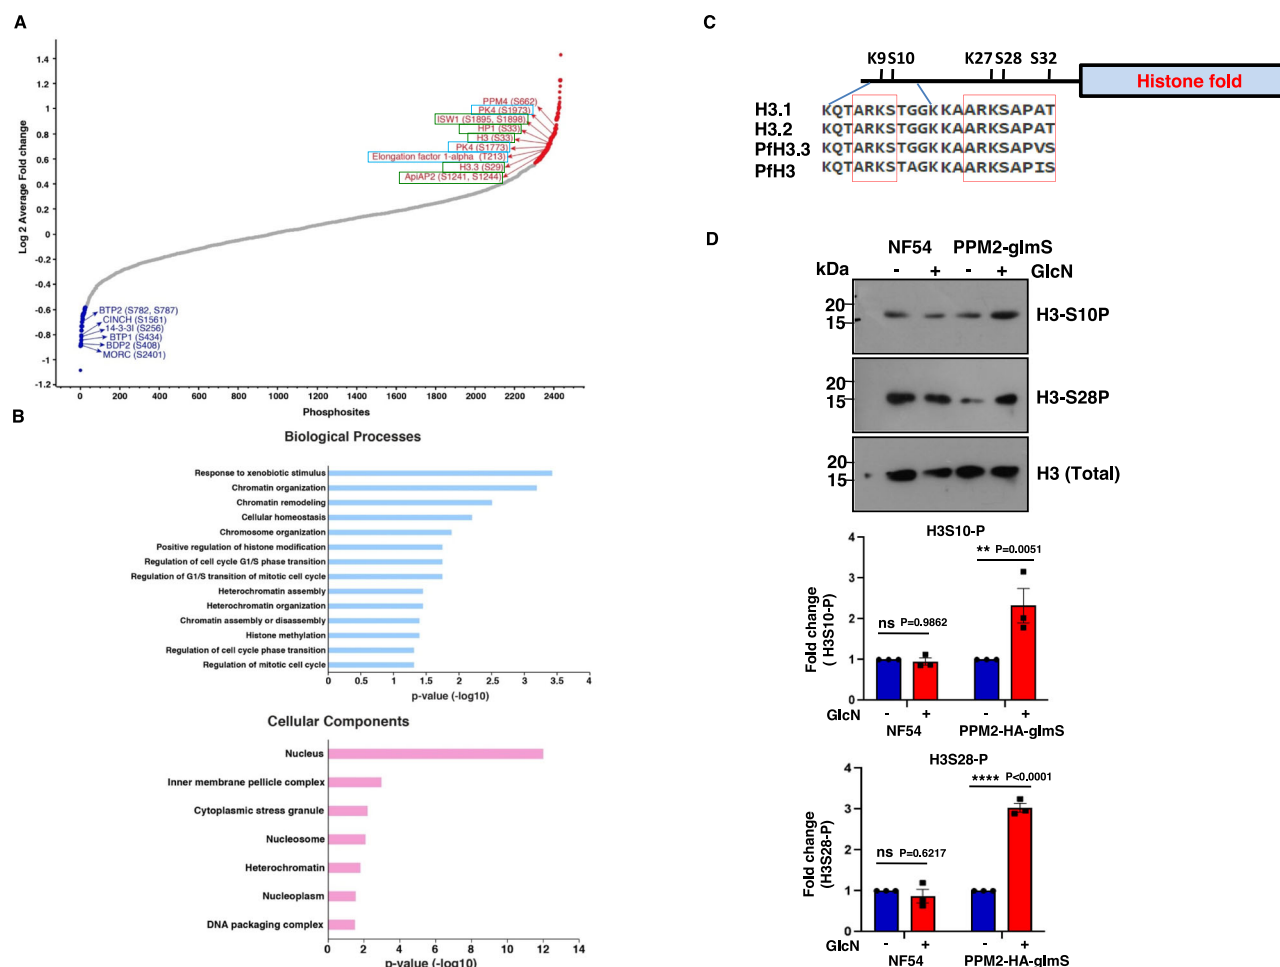 A
Log 2 Average Fold change
1.4
1.2
1
0.8
0.6
0.4
0.2
0
-0.2
-0.4
-0.6
-0.8
-1
-1.2
PPM4 (S662)
PK4 (S1973)
ISW1 (S1895, S1898)
HP1 (S33)
H3 (S33)
PK4 (S1773)
Elongation factor 1-alpha (T213)
H3.3 (S29)
ApiAP2 (S1241, S1244)
BTP2 (S782, S787)
CINCH (S1561)
14-3-3I (S256)
BTP1 (S434)
BDP2 (S408)
MORC (S2401)
0 200 400 600 800 1000 1200 1400 1600 1800 2000 2200 2400
Phosphosites
B
Biological Processes
Response to xenobiotic stimulus
Chromatin organization
Chromatin remodeling
Cellular homeostasis
Chromosome organization
Positive regulation of histone modification
Regulation of cell cycle G1/S phase transition
Regulation of G1/S transition of mitotic cell cycle
Heterochromatin assembly
Heterochromatin organization
Chromatin assembly or disassembly
Histone methylation
Regulation of cell cycle phase transition
Regulation of mitotic cell cycle
0 0.5 1 1.5 2 2.5 3 3.5 4
p-value (-log10)
Cellular Components
Nucleus
Inner membrane pellicle complex
Cytoplasmic stress granule
Nucleosome
Heterochromatin
Nucleoplasm
DNA packaging complex
0 2 4 6 8 10 12 14
p-value (-log10)
C
K9 S10 K27 S28 S32
Histone fold
H3.1 KQTARKSTGGKKAARKSAPAT
H3.2 KQTARKSTGGKKAARKSAPAT
PfH3.3 KQTARKSTGGKKAARKSAPVS
PfH3 KQTARKSTAGKKAARKSAPIS
D
NF54 PPM2-glmS
kDa - + - + GlcN
20
15
H3-S10P
20
15
H3-S28P
20
15
H3 (Total)
H3S10-P
Fold change
( H3S10-P)
4
3
2
1
0
ns P=0.9862
** P=0.0051
GlcN - + - +
NF54 PPM2-HA-glmS
H3S28-P
Fold change
(H3S28-P)
4
3
2
1
0
ns P=0.6217
**** P<0.0001
GlcN - + - +
NF54 PPM2-HA-glmS